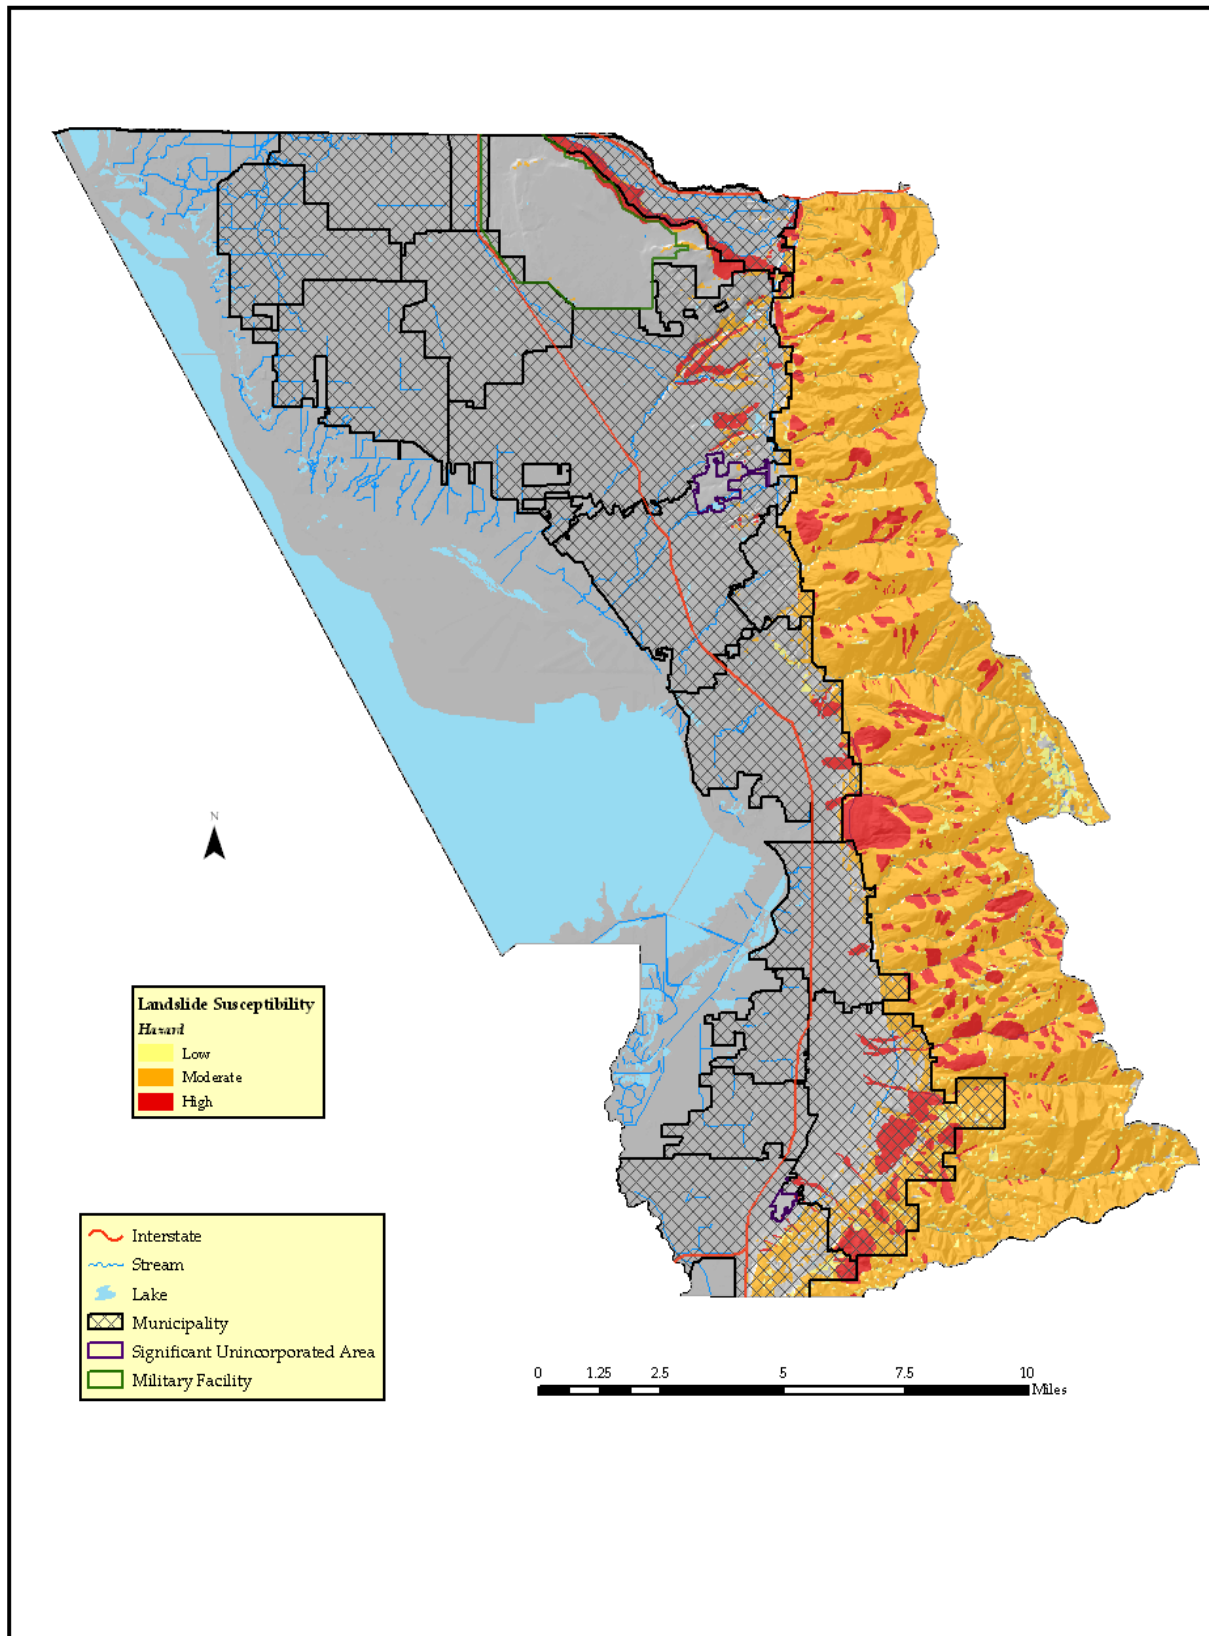 N
Landslide Susceptibility
Hazard
Low
Moderate
High
Interstate
Stream
Lake
Municipality
Significant Unincorporated Area
Military Facility
0 1.25 2.5 5 7.5 10
Miles